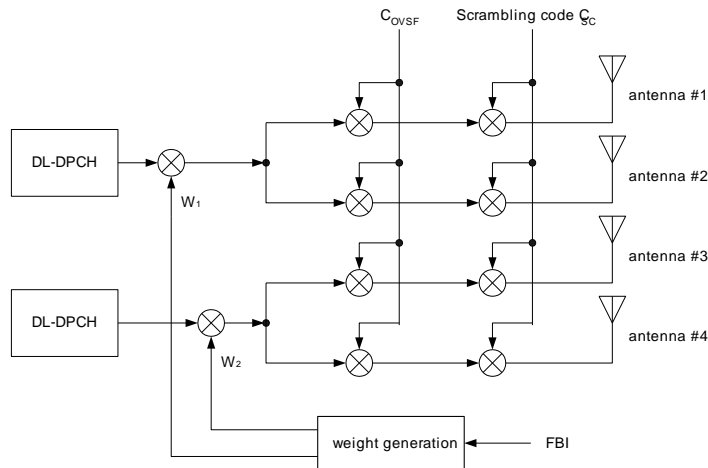 C_OVSF
Scrambling code C_SC
antenna #1
DL-DPCH
W1
antenna #2
antenna #3
DL-DPCH
W2
antenna #4
weight generation
FBI